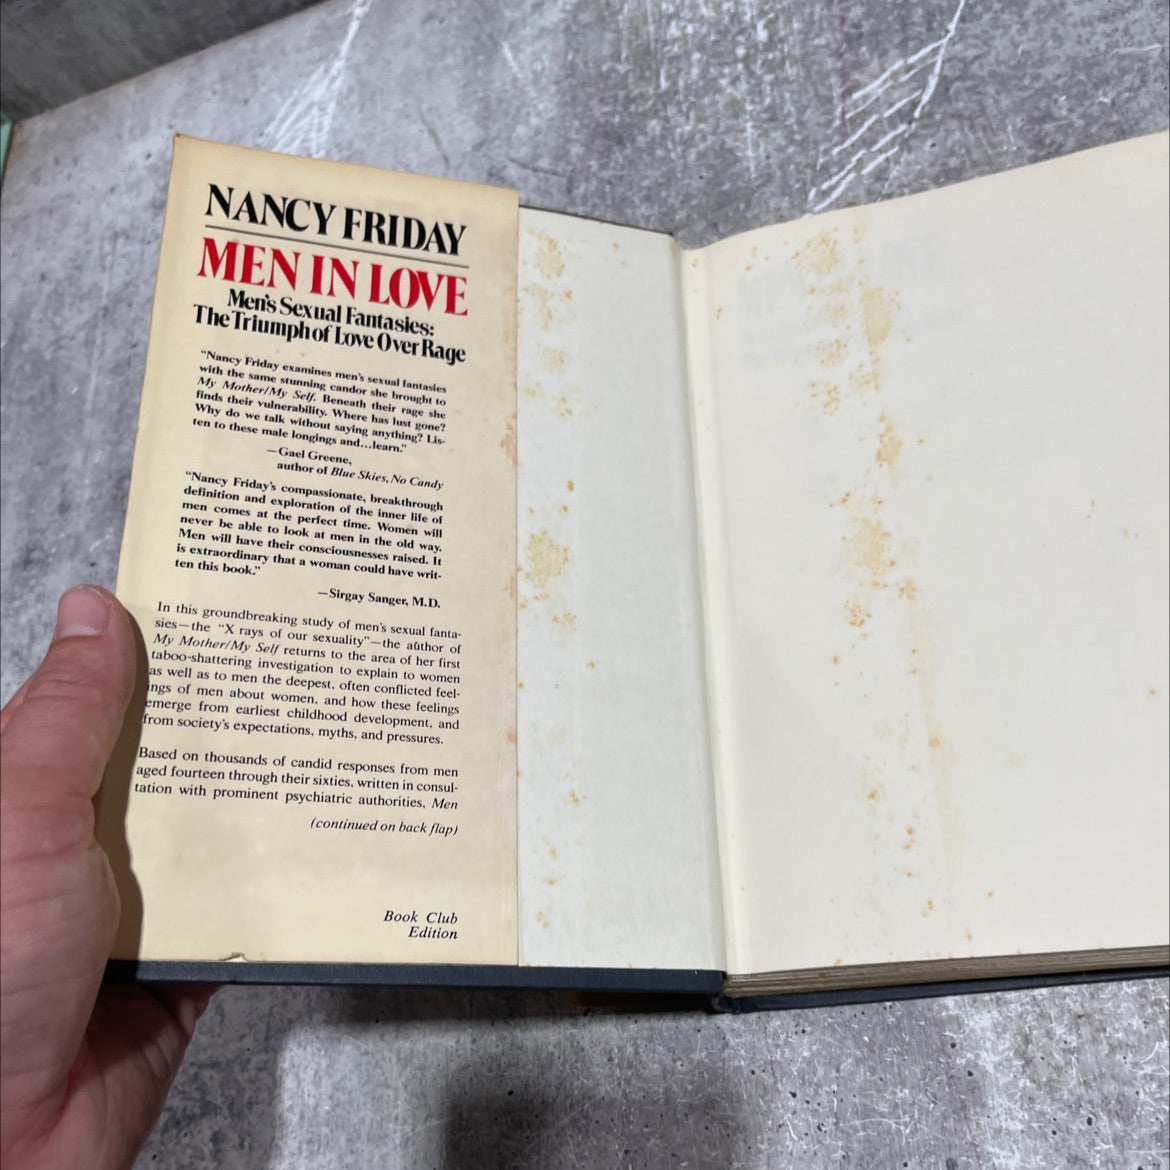 NANCY FRIDAY
MEN IN LOVE
Men's Sexual Fantasies:
The Triumph of Love Over Rage
"Nancy Friday examines men's sexual fantasies
with the same stunning candor she brought to
My Mother/My Self. Beneath their rage she
finds their vulnerability. Where has lust gone?
Why do we talk without saying anything? Lis-
ten to these male longings and...learn."
—Gael Greene,
author of Blue Skies, No Candy
"Nancy Friday's compassionate, breakthrough
definition and exploration of the inner life of
men comes at the perfect time. Women will
never be able to look at men in the old way.
Men will have their consciousnesses raised. It
is extraordinary that a woman could have writ-
ten this book."
—Sirgay Sanger, M.D.
In this groundbreaking study of men's sexual fanta-
sies—the "X rays of our sexuality"—the author of
My Mother/My Self returns to the area of her first
taboo-shattering investigation to explain to women
as well as to men the deepest, often conflicted feel-
ings of men about women, and how these feelings
emerge from earliest childhood development, and
from society's expectations, myths, and pressures.
Based on thousands of candid responses from men
aged fourteen through their sixties, written in consul-
tation with prominent psychiatric authorities, Men
(continued on back flap)
Book Club
Edition